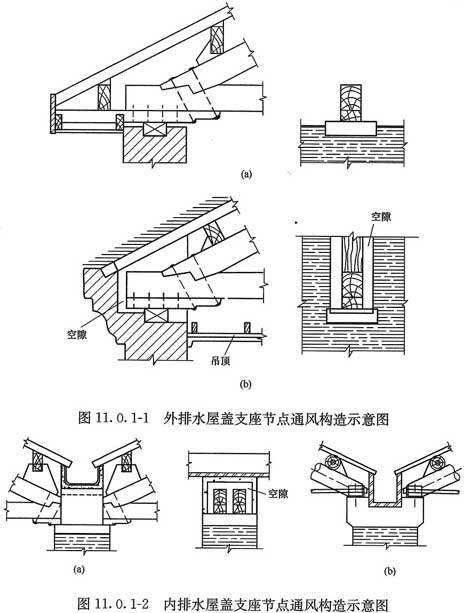 (a)
空隙
空隙
吊顶
(b)
图 11.0.1-1 外排水屋盖支座节点通风构造示意图
空隙
(a)
(b)
图 11.0.1-2 内排水屋盖支座节点通风构造示意图